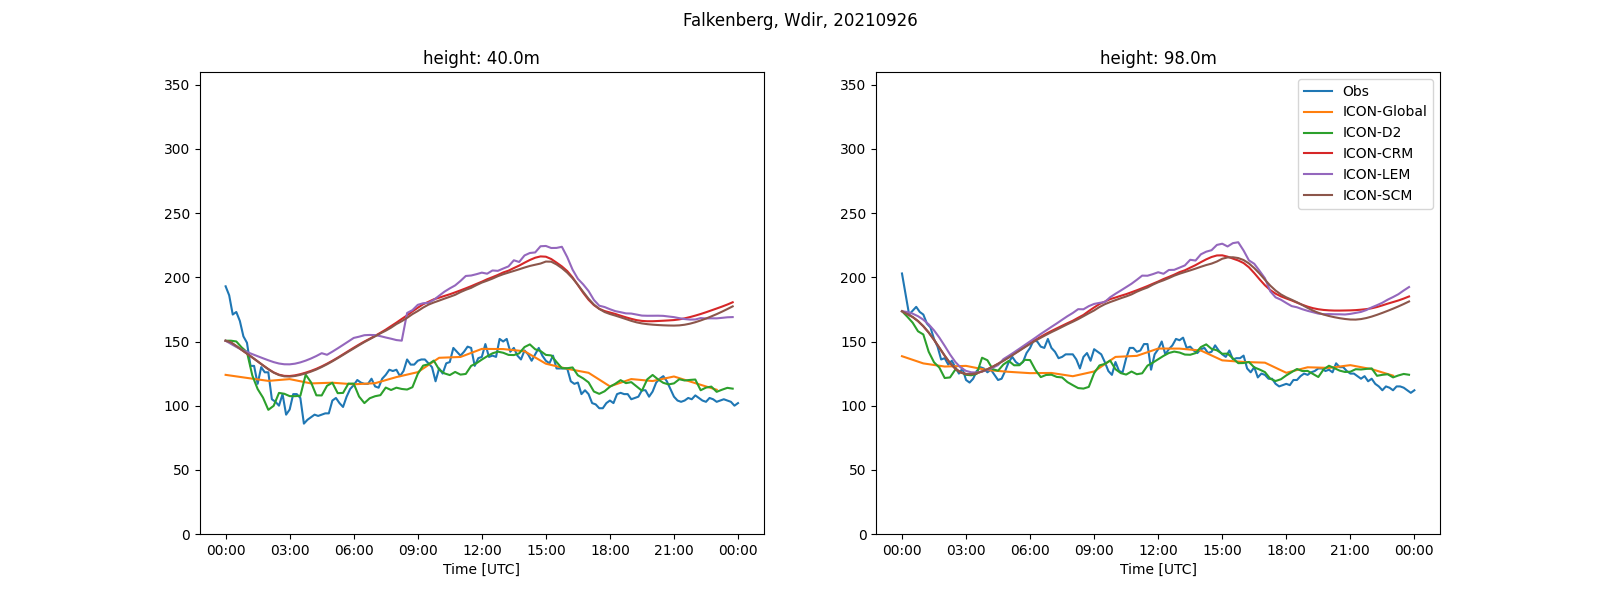 Falkenberg, Wdir, 20210926
height: 40.0m
350
300
250
200
150
100
50
0
00:00 03:00 06:00 09:00 12:00 15:00 18:00 21:00 00:00
Time [UTC]
height: 98.0m
350
300
250
200
150
100
50
0
00:00 03:00 06:00 09:00 12:00 15:00 18:00 21:00 00:00
Time [UTC]
Obs
ICON-Global
ICON-D2
ICON-CRM
ICON-LEM
ICON-SCM